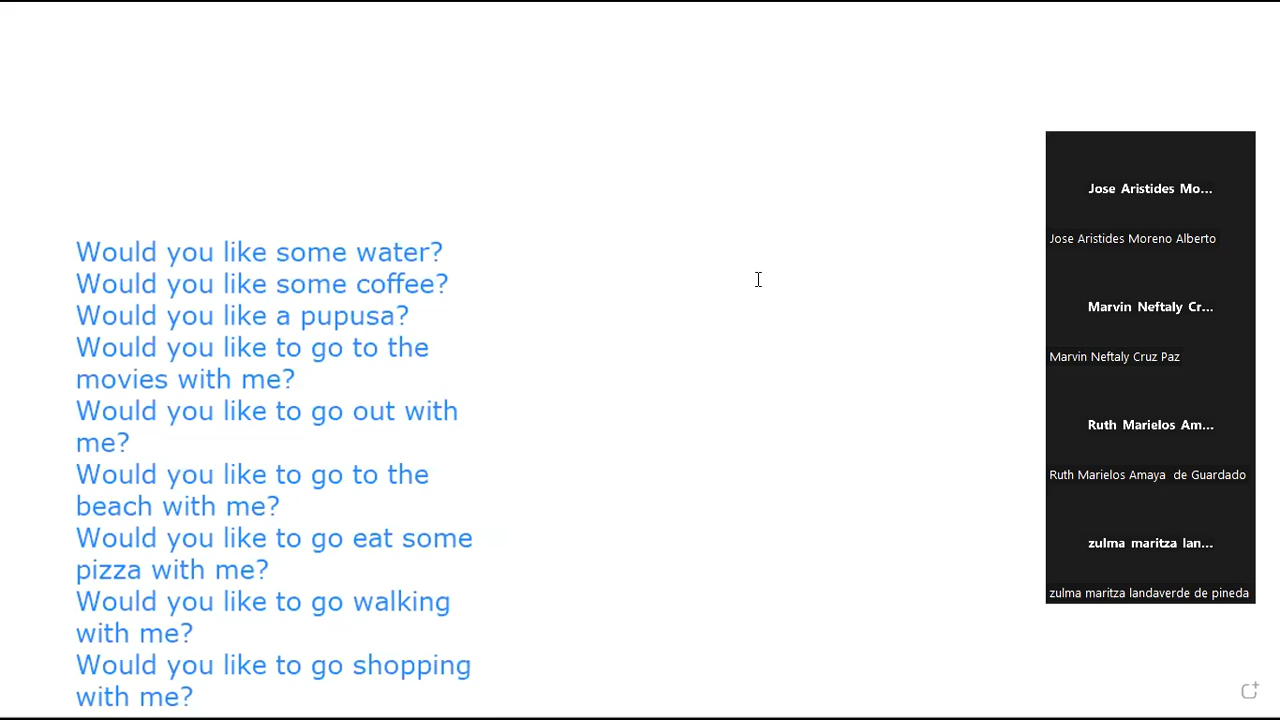 Would you like some water?
Would you like some coffee?
Would you like a pupusa?
Would you like to go to the
movies with me?
Would you like to go out with
me?
Would you like to go to the
beach with me?
Would you like to go eat some
pizza with me?
Would you like to go walking
with me?
Would you like to go shopping
with me?
Jose Aristides Mo...
Jose Aristides Moreno Alberto
Marvin Neftaly Cr...
Marvin Neftaly Cruz Paz
Ruth Marielos Am...
Ruth Marielos Amaya de Guardado
zulma maritza lan...
zulma maritza landaverde de pineda